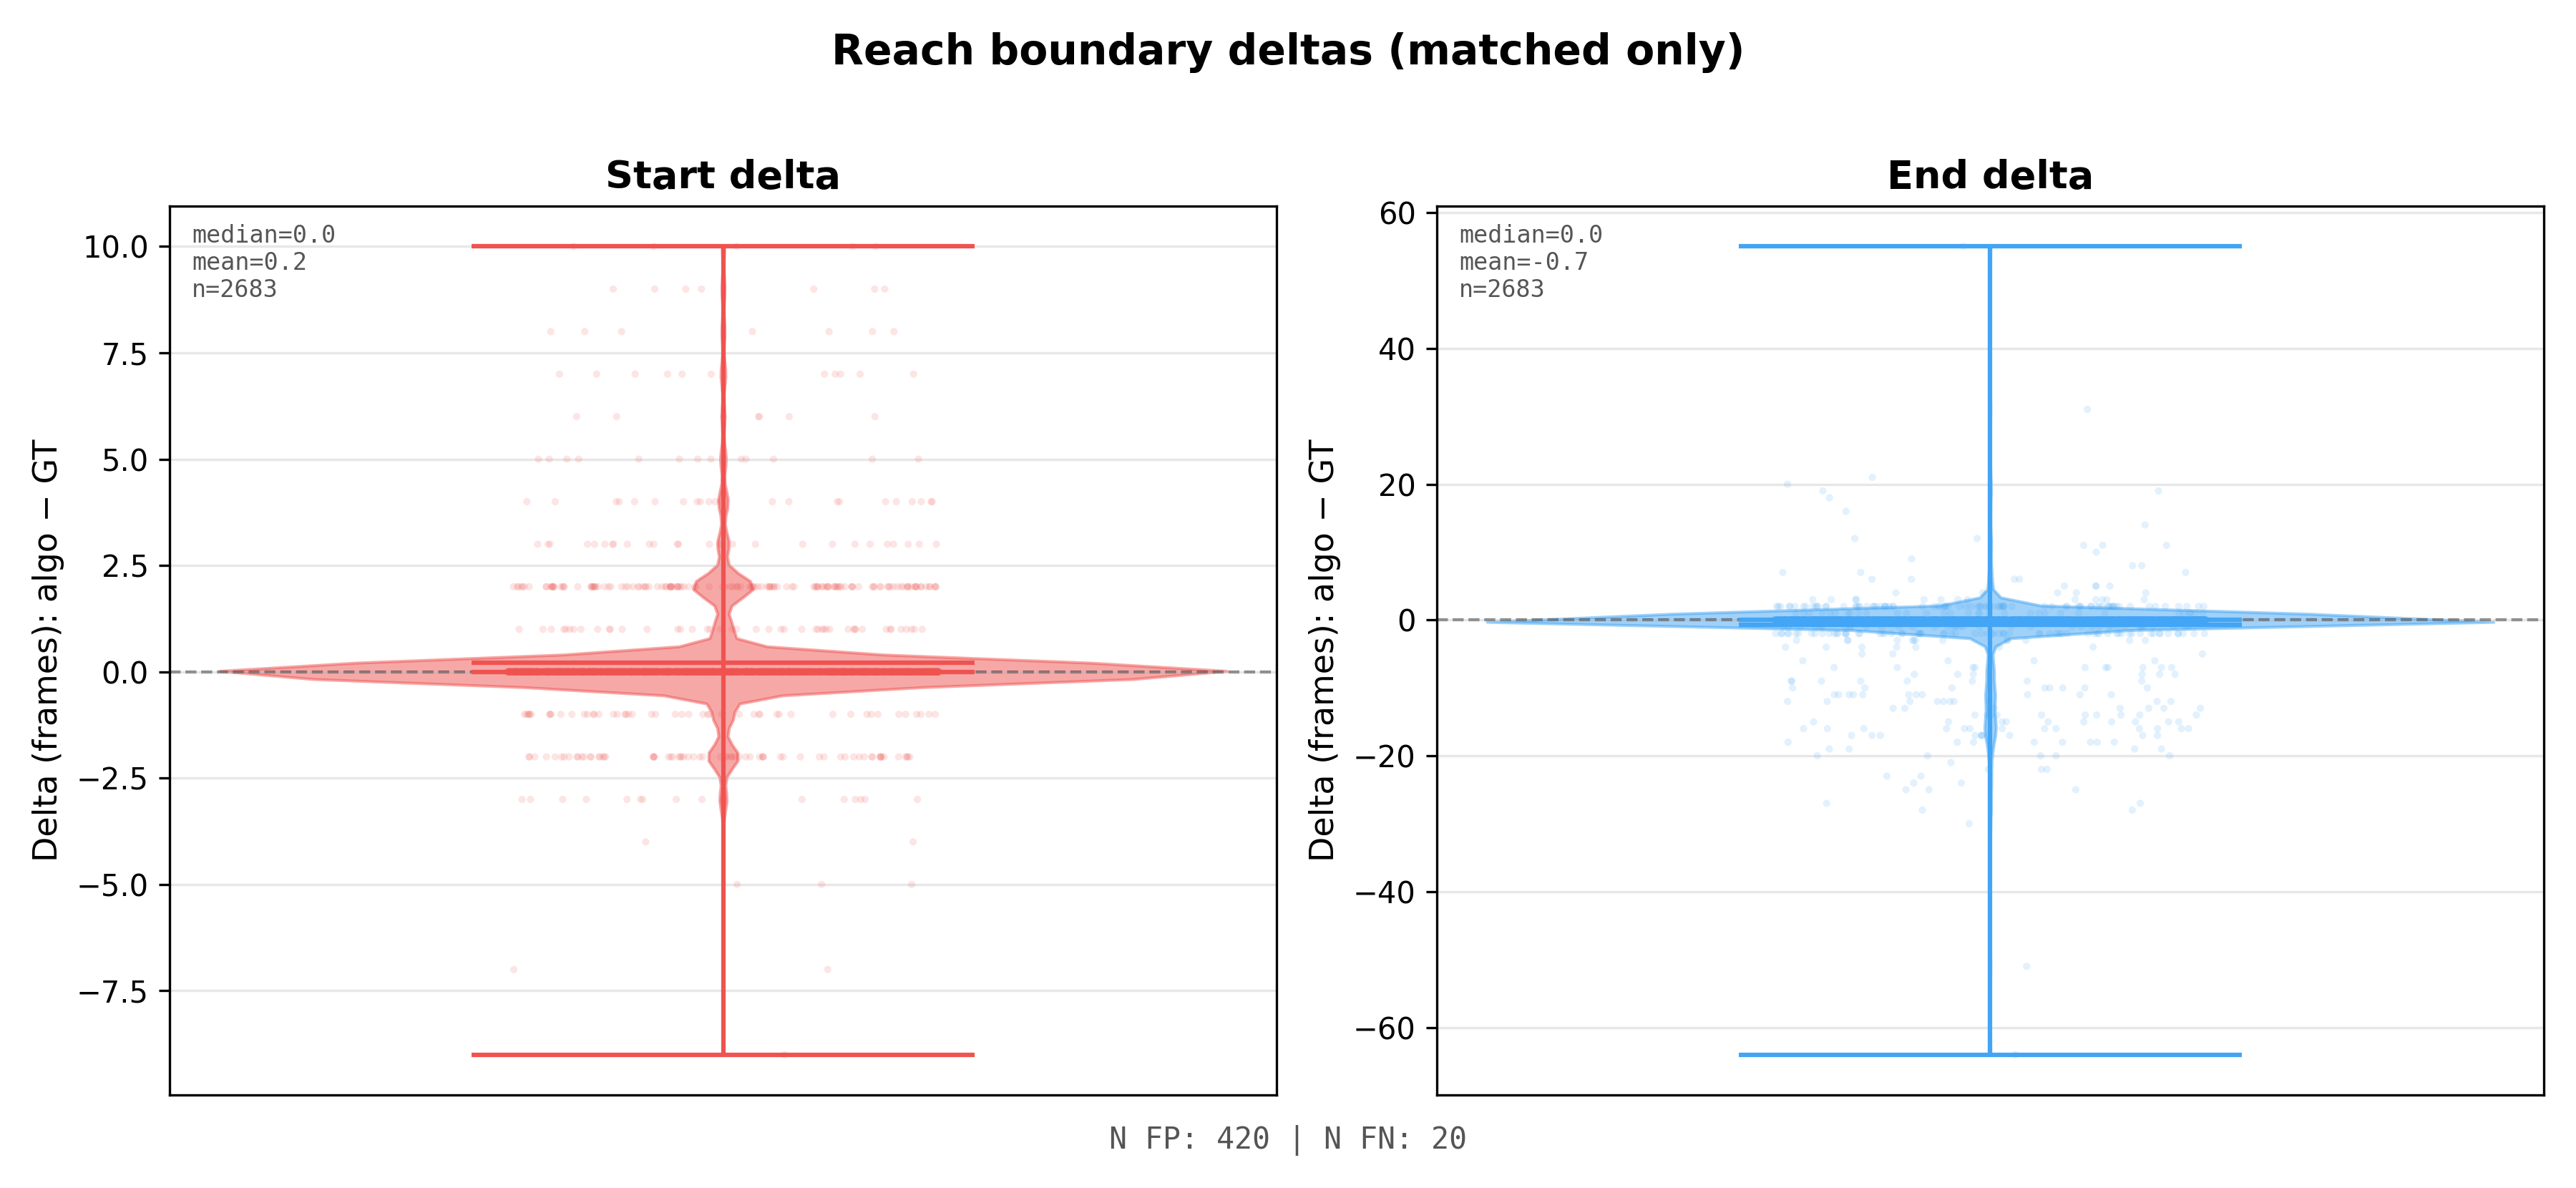 Reach boundary deltas (matched only)
Start delta
median=0.0
mean=0.2
n=2683
10.0
7.5
5.0
2.5
0.0
−2.5
−5.0
−7.5
Delta (frames): algo − GT
End delta
median=0.0
mean=-0.7
n=2683
60
40
20
0
−20
−40
−60
Delta (frames): algo − GT
N FP: 420 | N FN: 20